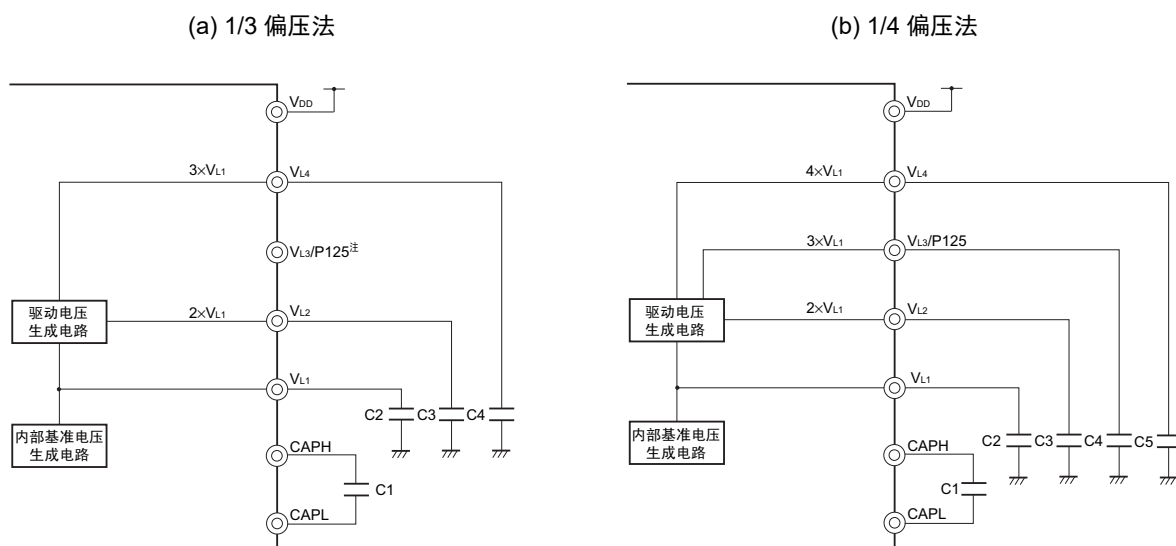 (a) 1/3 偏压法
VDD
3×VL1
VL4
VL3/P125注
驱动电压
生成电路
2×VL1
VL2
VL1
C2
C3
C4
内部基准电压
生成电路
CAPH
C1
CAPL
(b) 1/4 偏压法
VDD
4×VL1
VL4
3×VL1
VL3/P125
驱动电压
生成电路
2×VL1
VL2
VL1
内部基准电压
生成电路
C2
C3
C4
C5
CAPH
C1
CAPL